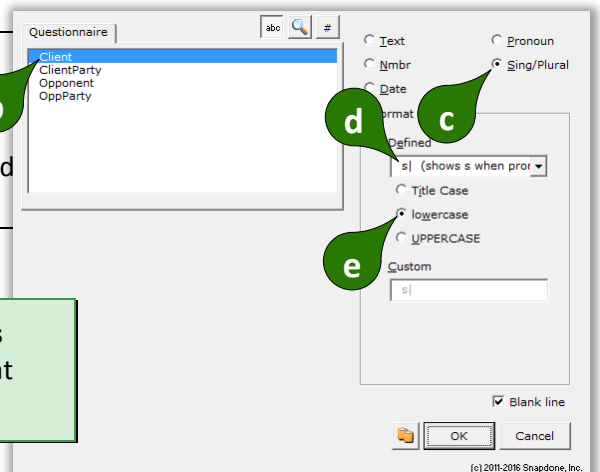 Questionnaire
abc
#
Client
ClientParty
Opponent
OppParty
Text
Pronoun
Nmbr
Sing/Plural
Date
d
c
Defined
s| (shows s when pror
Title Case
lowercase
UPPERCASE
e
Custom
s|
d
s
Blank line
OK
Cancel
(c) 2011-2016 Snapdone, Inc.